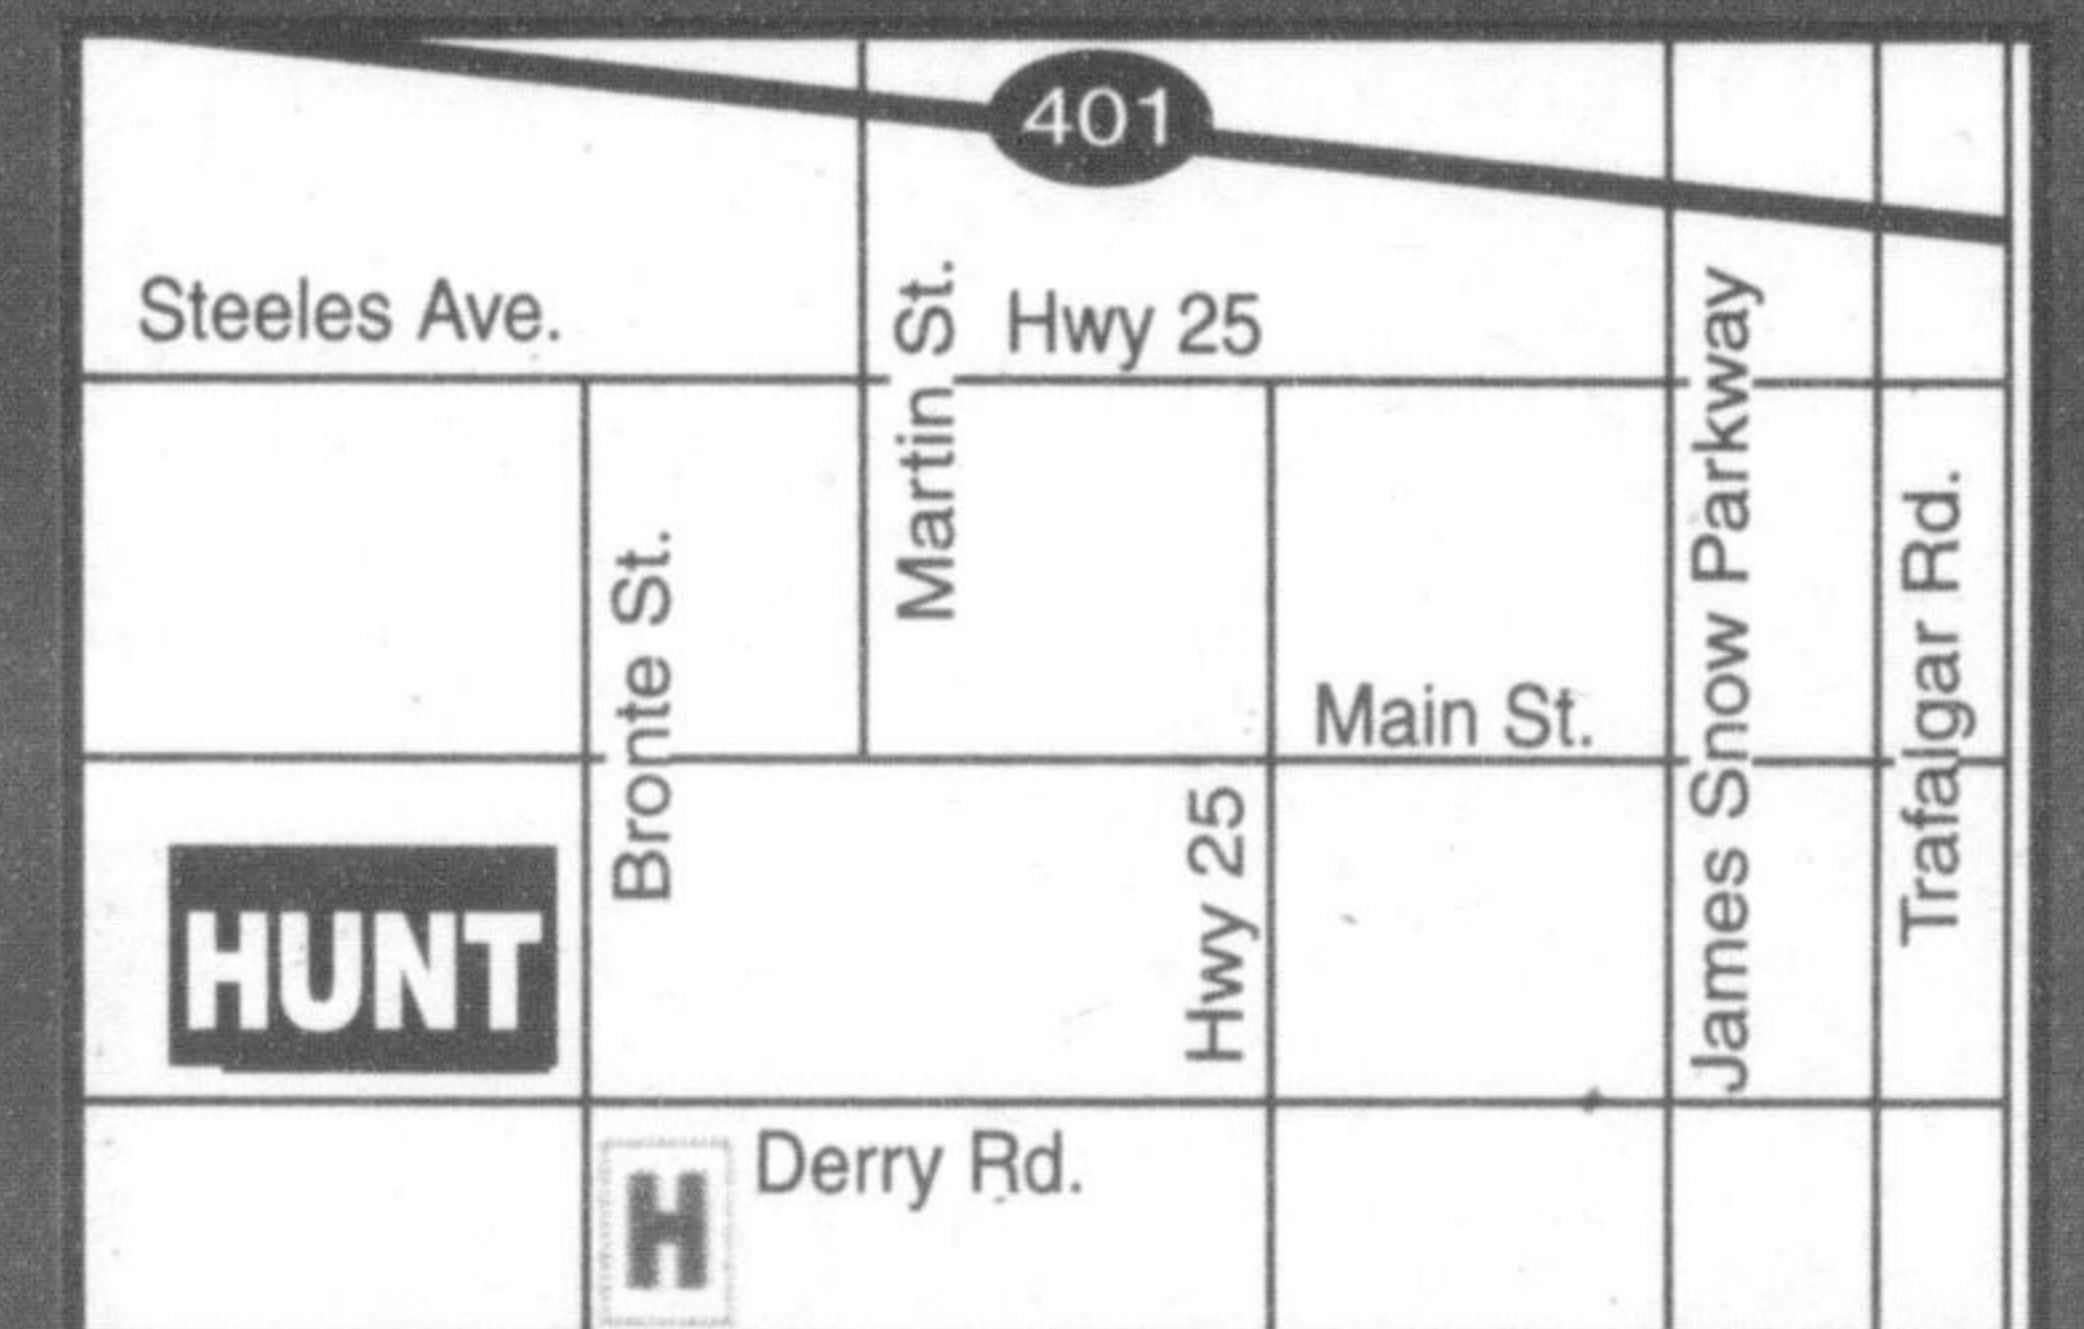 401
Steeles Ave.
Martin St.
Hwy 25
James Snow Parkway
Trafalgar Rd.
Bronte St.
Main St.
Hwy 25
HUNT
Derry Rd.
H